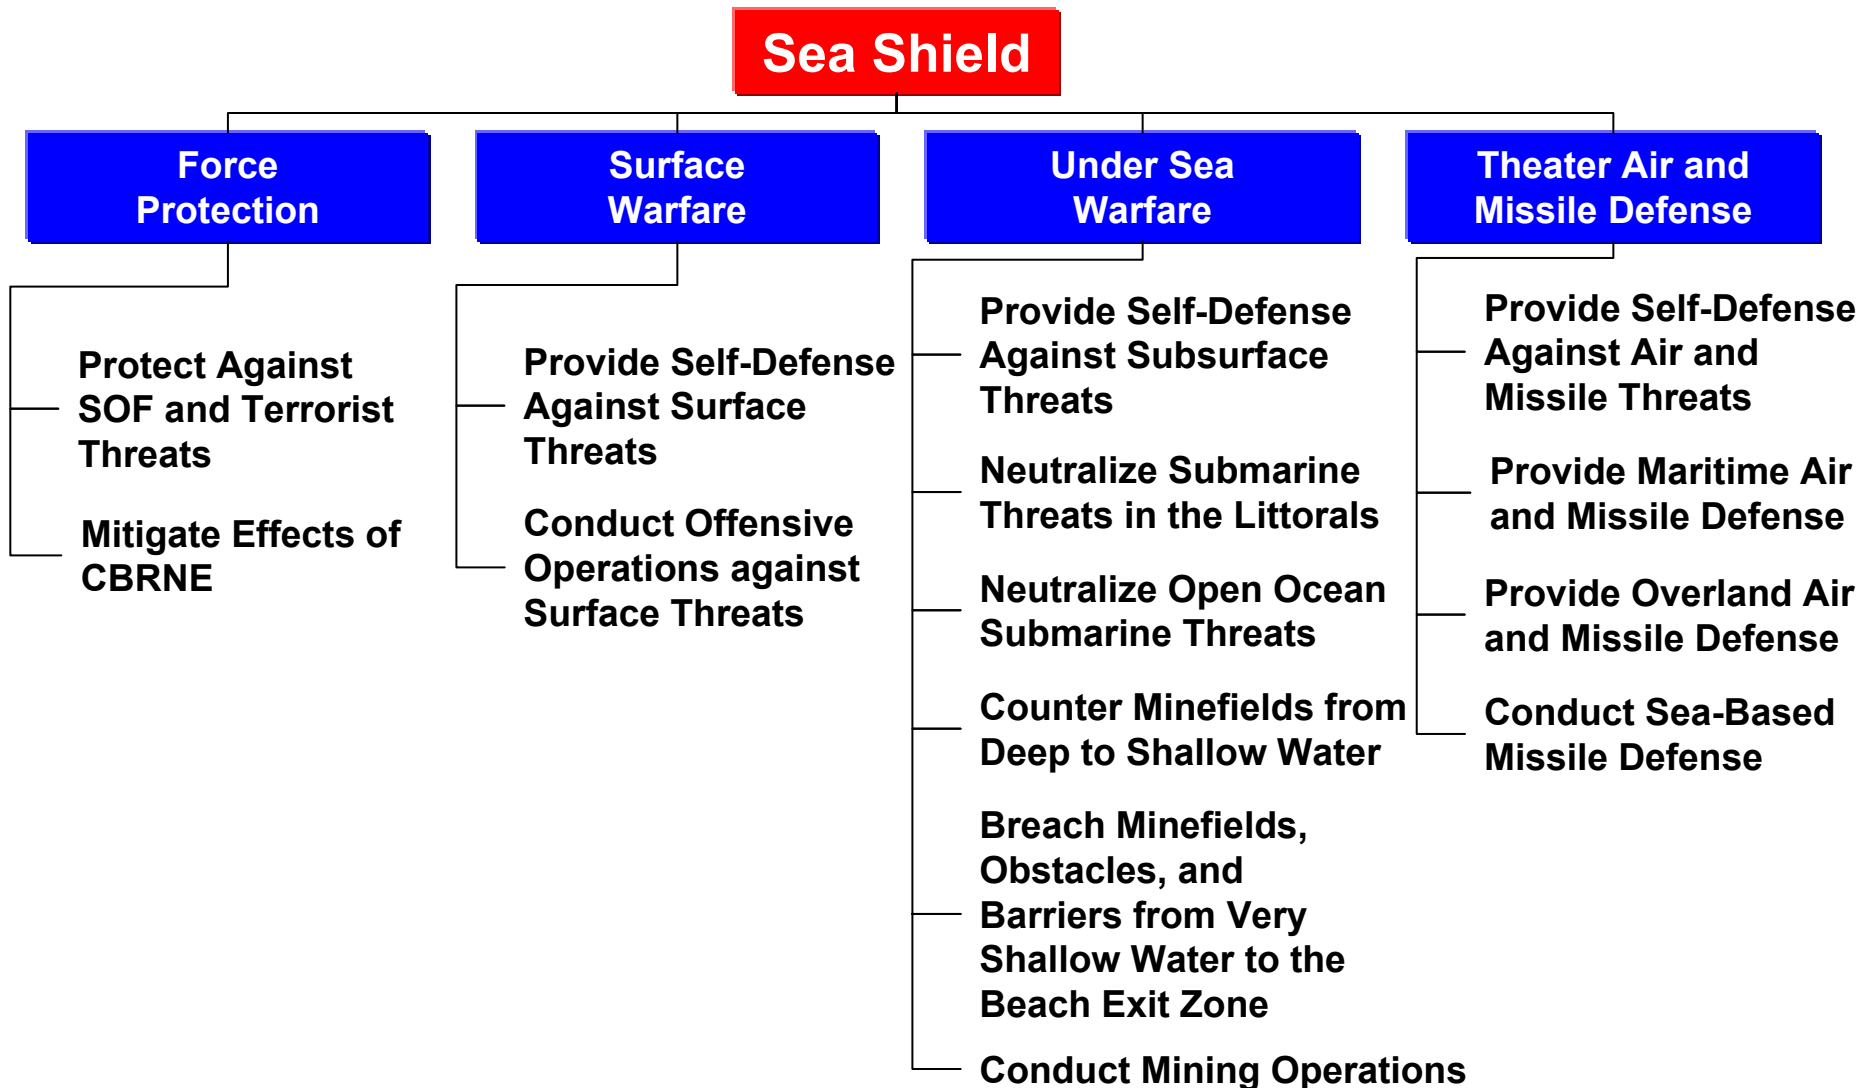 Sea Shield
Force
Protection
Surface
Warfare
Under Sea
Warfare
Theater Air and
Missile Defense
Protect Against
SOF and Terrorist
Threats
Mitigate Effects of
CBRNE
Provide Self-Defense
Against Surface
Threats
Conduct Offensive
Operations against
Surface Threats
Provide Self-Defense
Against Subsurface
Threats
Neutralize Submarine
Threats in the Littorals
Neutralize Open Ocean
Submarine Threats
Counter Minefields from
Deep to Shallow Water
Breach Minefields,
Obstacles, and
Barriers from Very
Shallow Water to the
Beach Exit Zone
Conduct Mining Operations
Provide Self-Defense
Against Air and
Missile Threats
Provide Maritime Air
and Missile Defense
Provide Overland Air
and Missile Defense
Conduct Sea-Based
Missile Defense